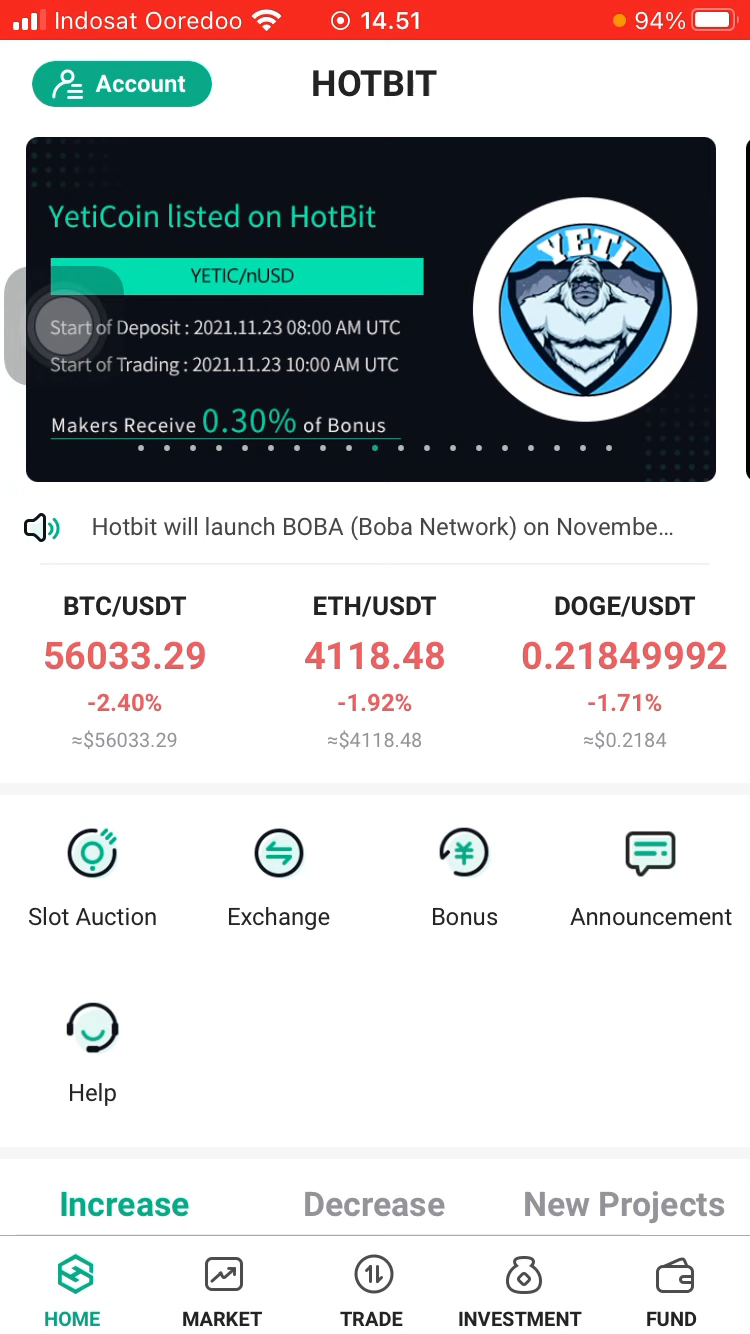 Indosat Ooredoo 14.51 94%
Account HOTBIT
YetiCoin listed on HotBit
YETI
YETIC/nUSD
Start of Deposit : 2021.11.23 08:00 AM UTC
Start of Trading : 2021.11.23 10:00 AM UTC
Makers Receive 0.30% of Bonus
Hotbit will launch BOBA (Boba Network) on Novembe...
BTC/USDT ETH/USDT DOGE/USDT
56033.29 4118.48 0.21849992
-2.40% -1.92% -1.71%
≈$56033.29 ≈$4118.48 ≈$0.2184
Slot Auction Exchange Bonus Announcement
Help
Increase Decrease New Projects
HOME MARKET TRADE INVESTMENT FUND